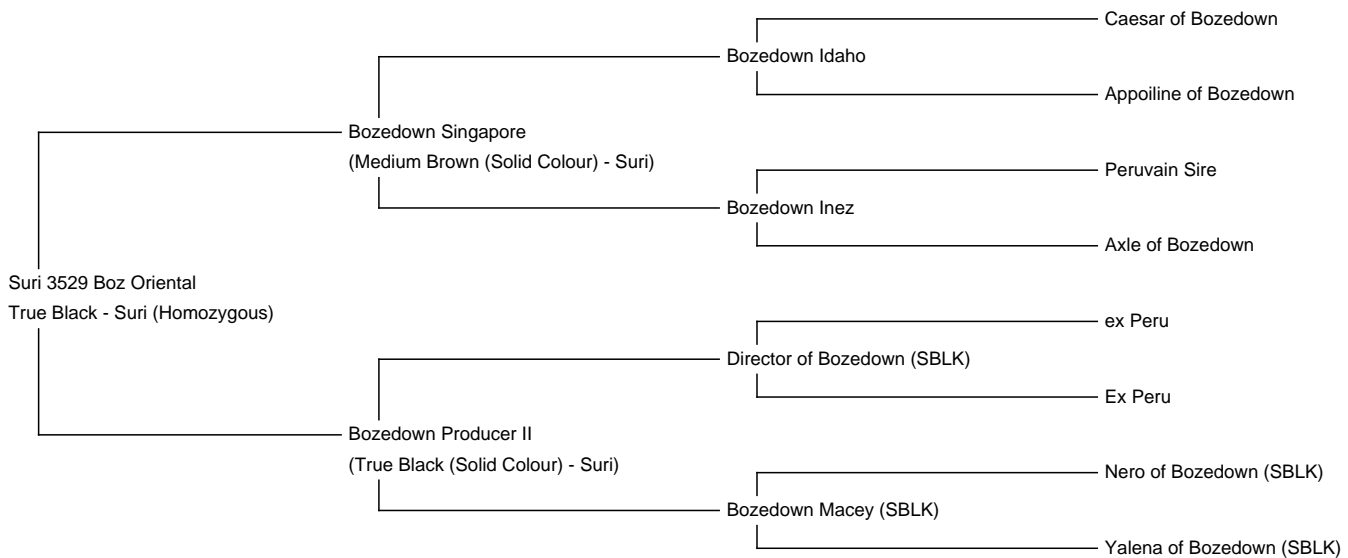 Caesar of Bozedown
Bozedown Idaho
Appoiline of Bozedown
Bozedown Singapore
(Medium Brown (Solid Colour) - Suri)
Peruvain Sire
Bozedown Inez
Axle of Bozedown
Suri 3529 Boz Oriental
True Black - Suri (Homozygous)
ex Peru
Director of Bozedown (SBLK)
Ex Peru
Bozedown Producer II
(True Black (Solid Colour) - Suri)
Nero of Bozedown (SBLK)
Bozedown Macey (SBLK)
Yalena of Bozedown (SBLK)